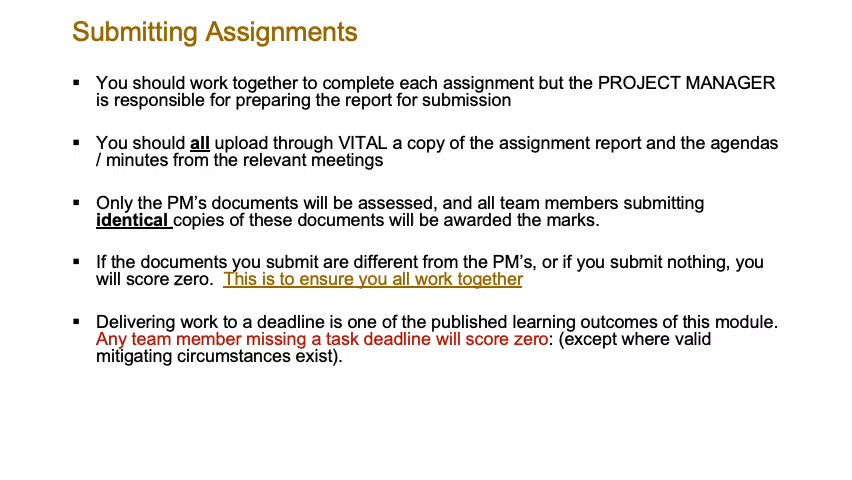 Submitting Assignments
▪ You should work together to complete each assignment but the PROJECT MANAGER
is responsible for preparing the report for submission
▪ You should all upload through VITAL a copy of the assignment report and the agendas
/ minutes from the relevant meetings
▪ Only the PM’s documents will be assessed, and all team members submitting
identical copies of these documents will be awarded the marks.
▪ If the documents you submit are different from the PM’s, or if you submit nothing, you
will score zero. This is to ensure you all work together
▪ Delivering work to a deadline is one of the published learning outcomes of this module.
Any team member missing a task deadline will score zero: (except where valid
mitigating circumstances exist).